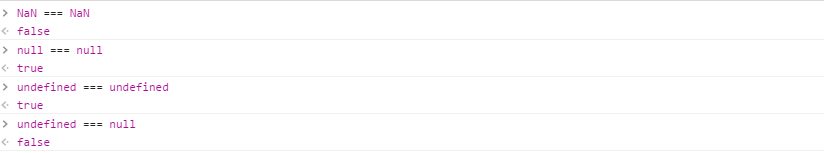 NaN === NaN
false
null === null
true
undefined === undefined
true
undefined === null
false